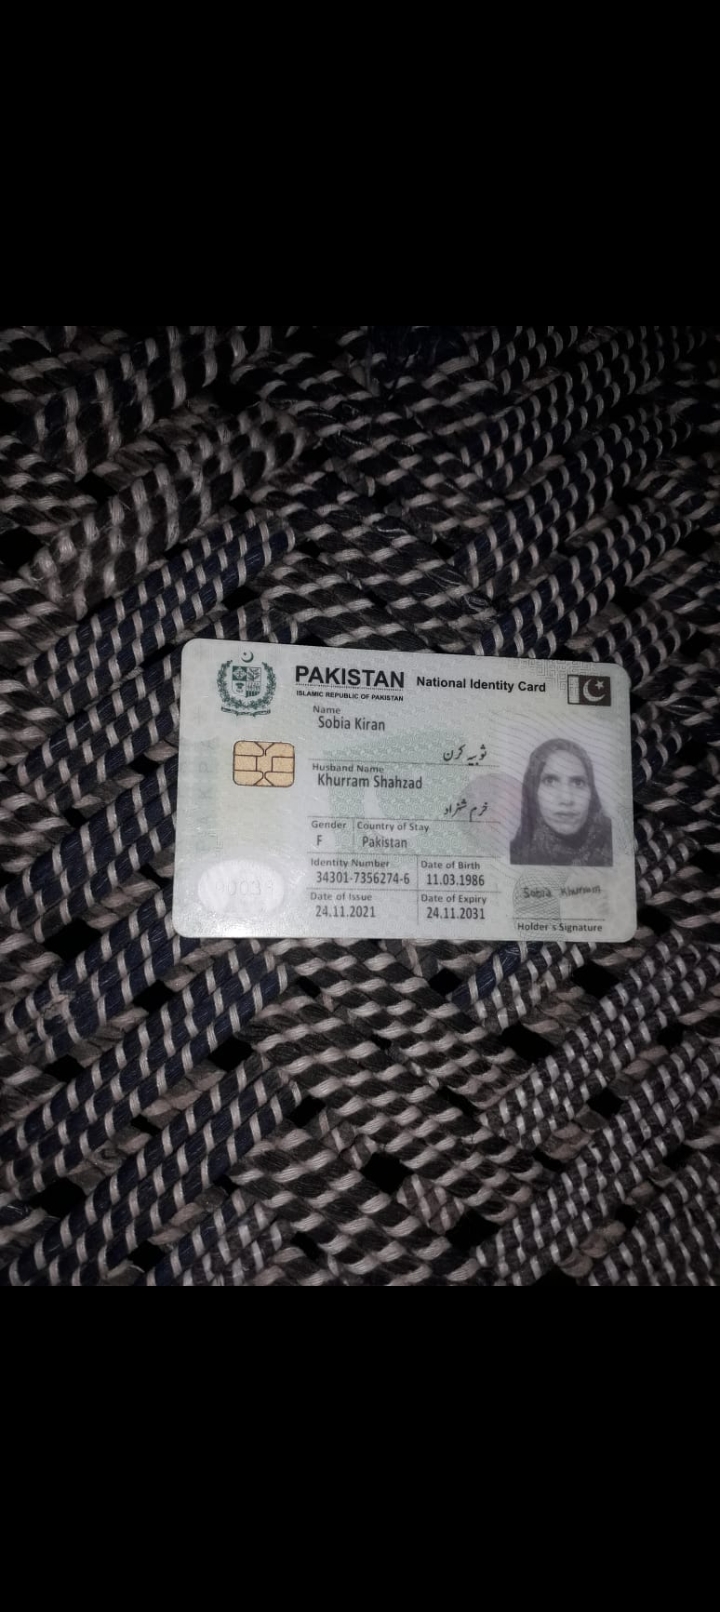 PAKISTAN National Identity Card
ISLAMIC REPUBLIC OF PAKISTAN
Name
Sobia Kiran
ثوبیہ کرن
Husband Name
Khurram Shahzad
خرم شہزاد
Gender Country of Stay
F Pakistan
Identity Number Date of Birth
34301-7356274-6 11.03.1986
Date of Issue Date of Expiry
24.11.2021 24.11.2031
Sobia Khurram
Holder's Signature